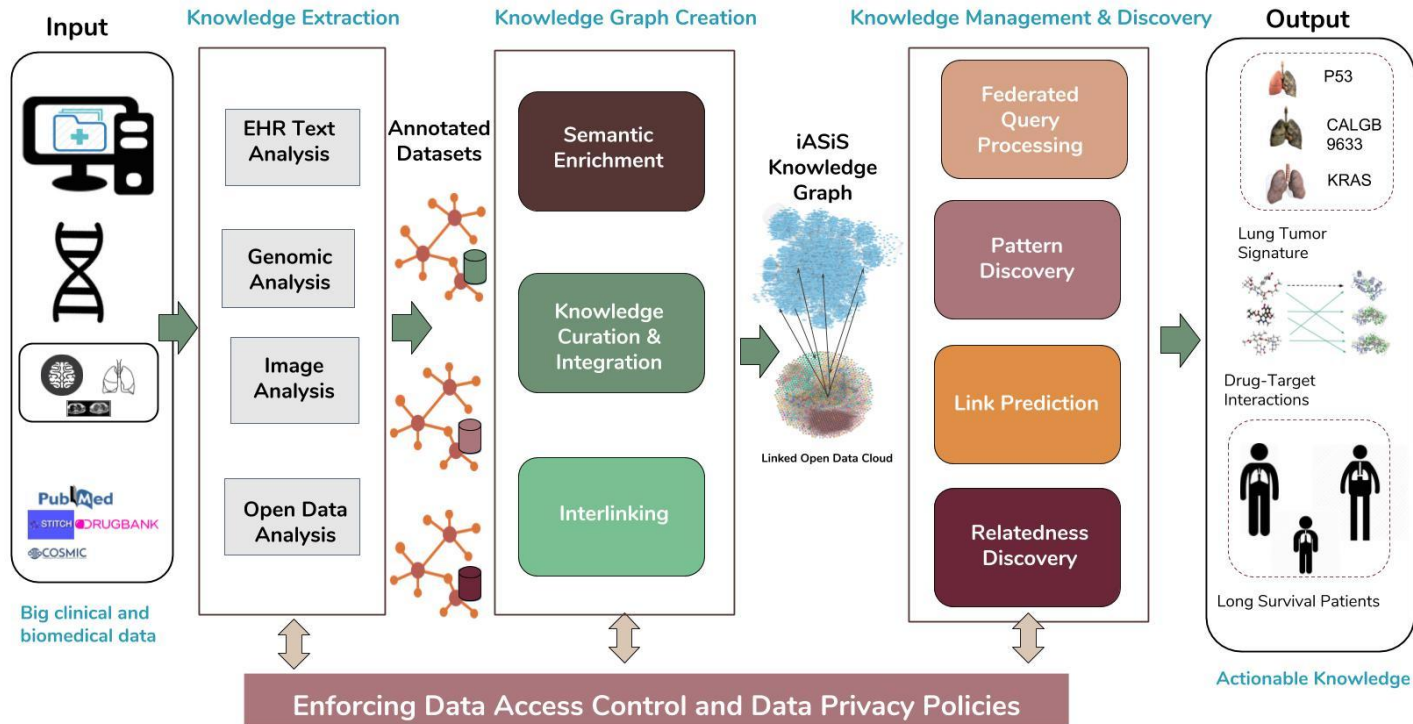 Input
Knowledge Extraction
Knowledge Graph Creation
Knowledge Management & Discovery
Output
EHR Text
Analysis
Genomic
Analysis
Image
Analysis
Open Data
Analysis
PubMed
STITCH
DRUGBANK
COSMIC
Big clinical and
biomedical data
Annotated
Datasets
Semantic
Enrichment
Knowledge
Curation &
Integration
Interlinking
iASiS
Knowledge
Graph
Linked Open Data Cloud
Federated
Query
Processing
Pattern
Discovery
Link Prediction
Relatedness
Discovery
P53
CALGB
9633
KRAS
Lung Tumor
Signature
Drug-Target
Interactions
Long Survival Patients
Actionable Knowledge
Enforcing Data Access Control and Data Privacy Policies